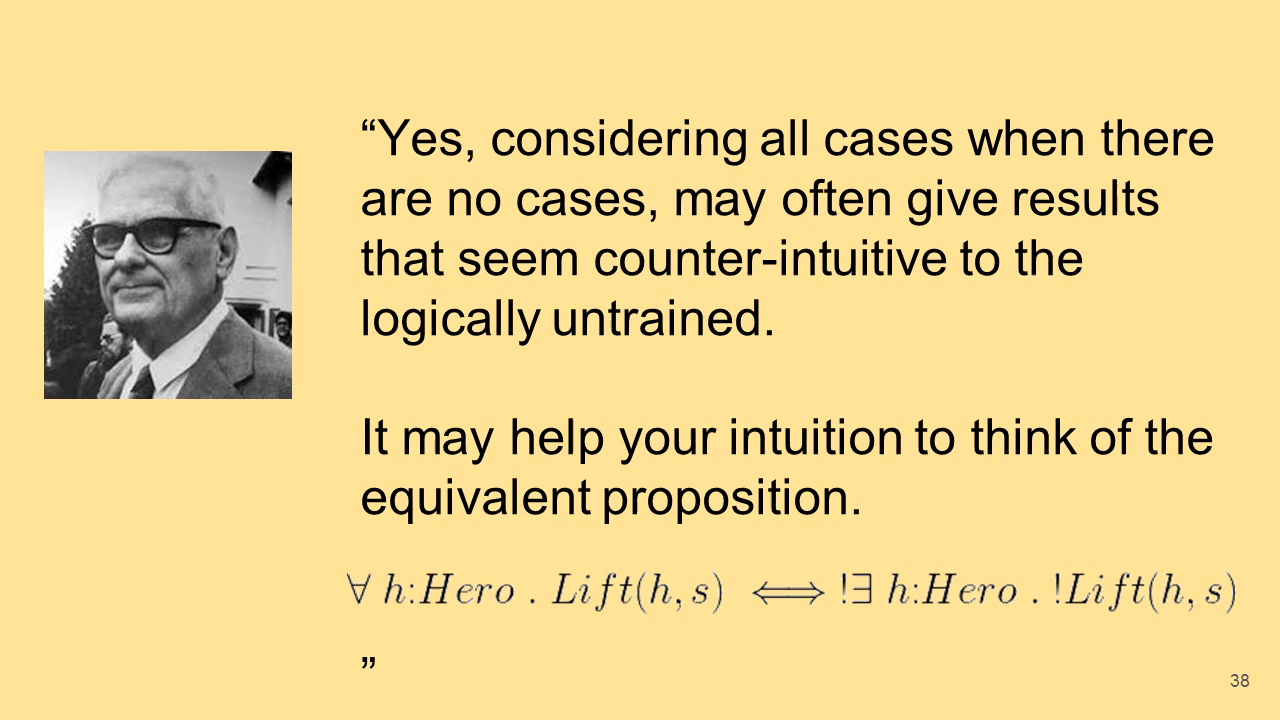 “Yes, considering all cases when there
are no cases, may often give results
that seem counter-intuitive to the
logically untrained.
It may help your intuition to think of the
equivalent proposition.
∀ h:Hero . Lift(h, s) ⟺ !∃ h:Hero . !Lift(h, s)
”
38